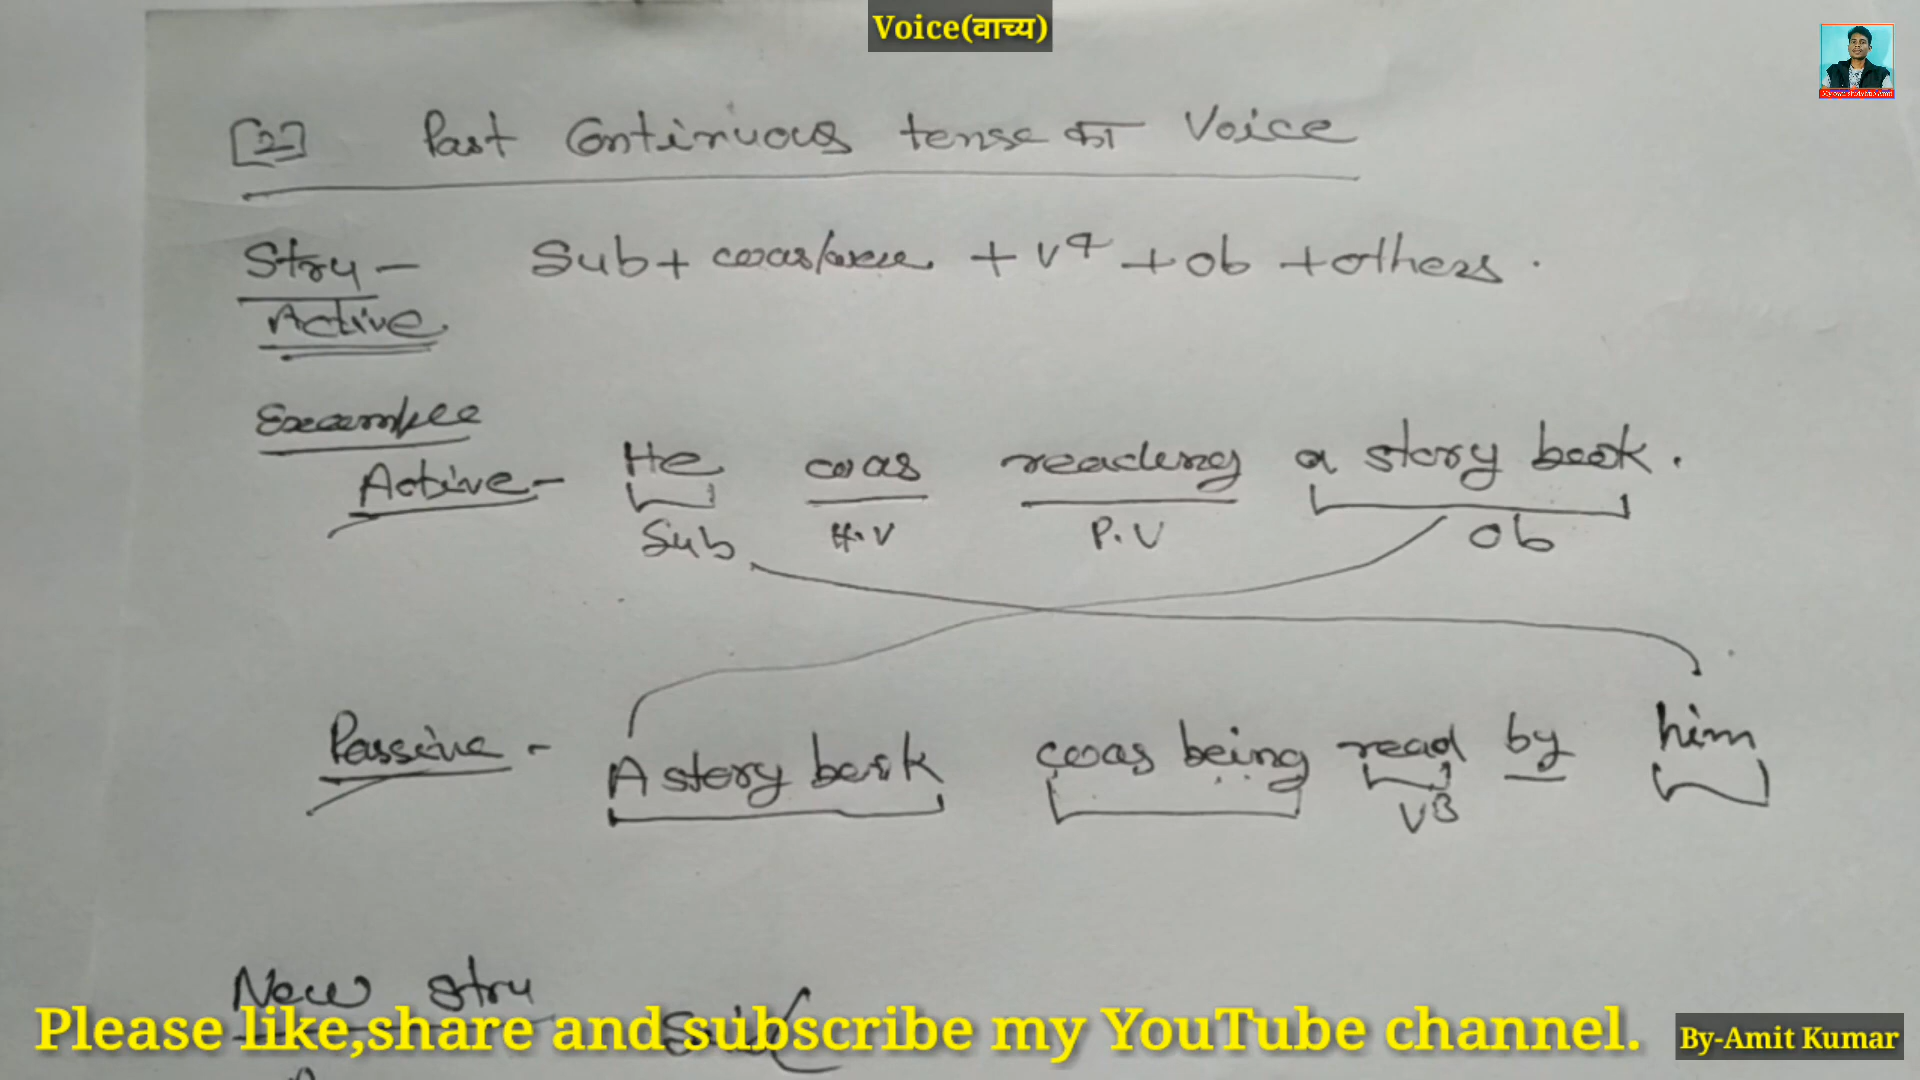 Voice(वाच्य)
[2] Past Continuous tense का Voice
Stru - Sub + was/were + V4 + ob + others.
Active
Example
Active - He was reading a story book.
Sub H.V P.V Ob
Passive - A story book was being read by him
V3
New stru
Please like,share and subscribe my YouTube channel.
By-Amit Kumar